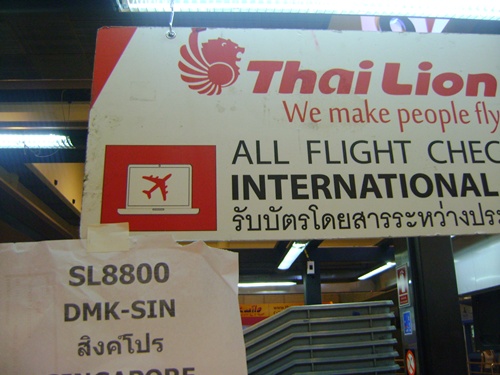 Thai Lion
We make people fly
ALL FLIGHT CHEC
INTERNATIONAL
รับบัตรโดยสารระหว่างประ
SL8800
DMK-SIN
สิงค์โปร
SINGAPORE